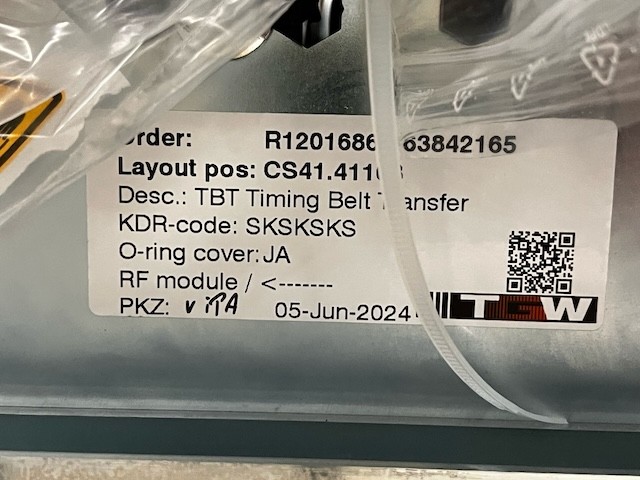 Order: R1201686 63842165
Layout pos: CS41.411
Desc.: TBT Timing Belt Transfer
KDR-code: SKSKSKS
O-ring cover: JA
RF module / <-------
PKZ: 05-Jun-2024 TGW